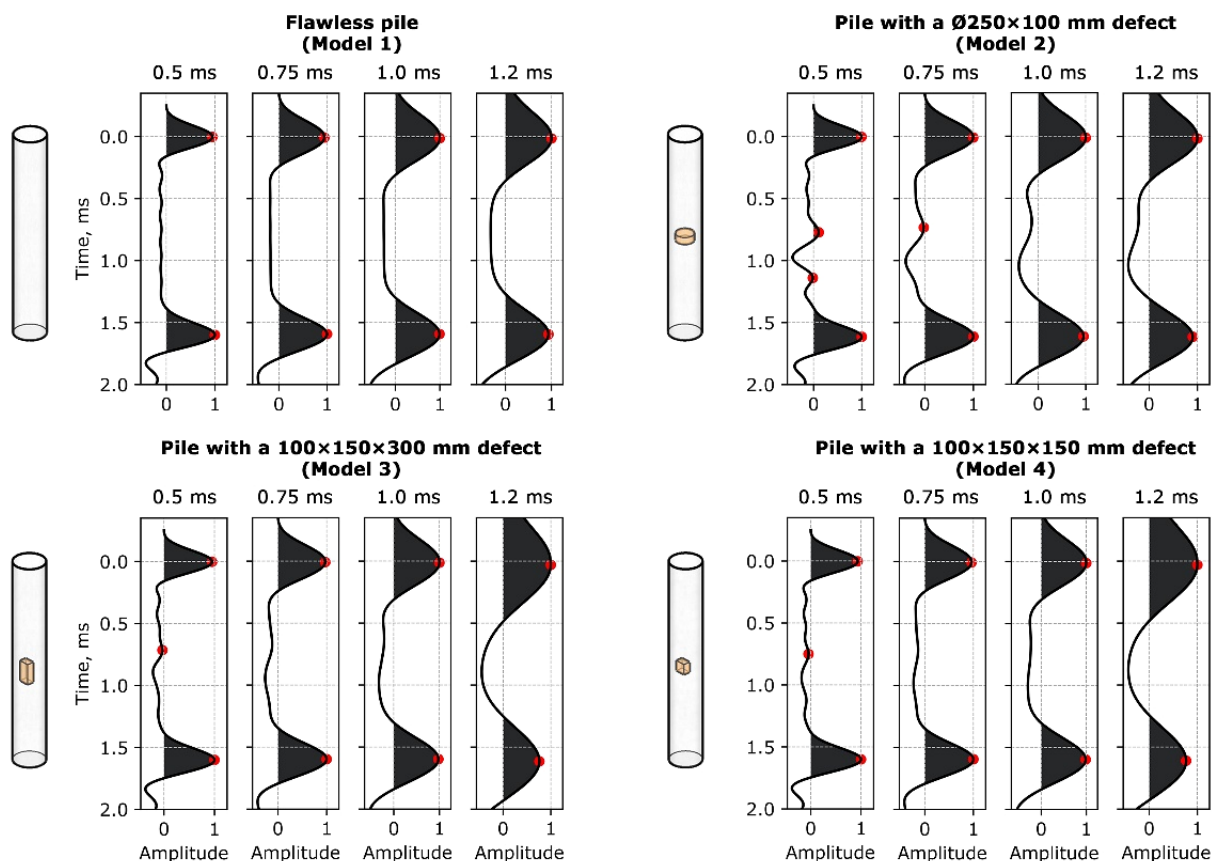 Flawless pile
(Model 1)
0.5 ms 0.75 ms 1.0 ms 1.2 ms
0.0
0.5
1.0
1.5
2.0
Time, ms
0 1 0 1 0 1 0 1
Pile with a Ø250×100 mm defect
(Model 2)
0.5 ms 0.75 ms 1.0 ms 1.2 ms
0.0
0.5
1.0
1.5
2.0
0 1 0 1 0 1 0 1
Pile with a 100×150×300 mm defect
(Model 3)
0.5 ms 0.75 ms 1.0 ms 1.2 ms
0.0
0.5
1.0
1.5
2.0
Time, ms
0 1 0 1 0 1 0 1
Amplitude Amplitude Amplitude Amplitude
Pile with a 100×150×150 mm defect
(Model 4)
0.5 ms 0.75 ms 1.0 ms 1.2 ms
0.0
0.5
1.0
1.5
2.0
0 1 0 1 0 1 0 1
Amplitude Amplitude Amplitude Amplitude